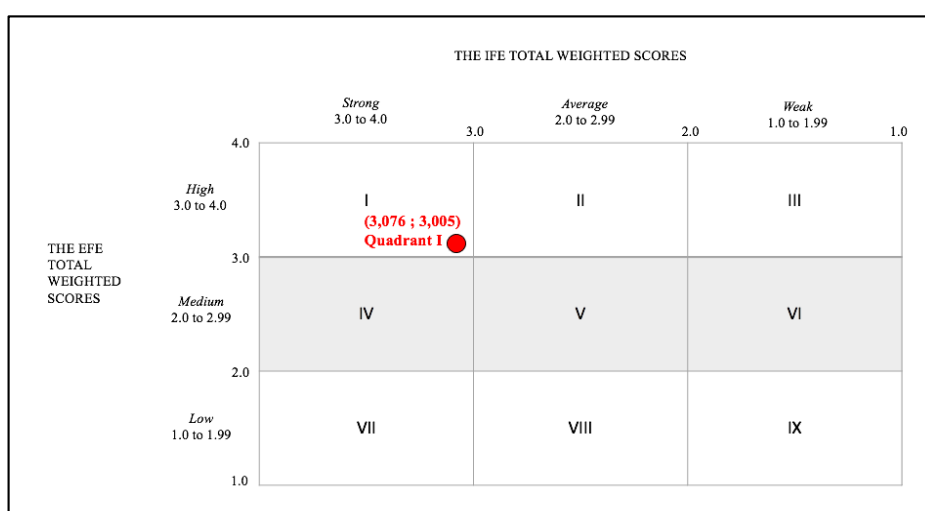 THE IFE TOTAL WEIGHTED SCORES
Strong
3.0 to 4.0
Average
2.0 to 2.99
Weak
1.0 to 1.99
3.0
2.0
1.0
4.0
High
3.0 to 4.0
I
II
III
(3,076 ; 3,005)
Quadrant I
THE EFE
TOTAL
WEIGHTED
SCORES
3.0
Medium
2.0 to 2.99
IV
V
VI
2.0
Low
1.0 to 1.99
VII
VIII
IX
1.0